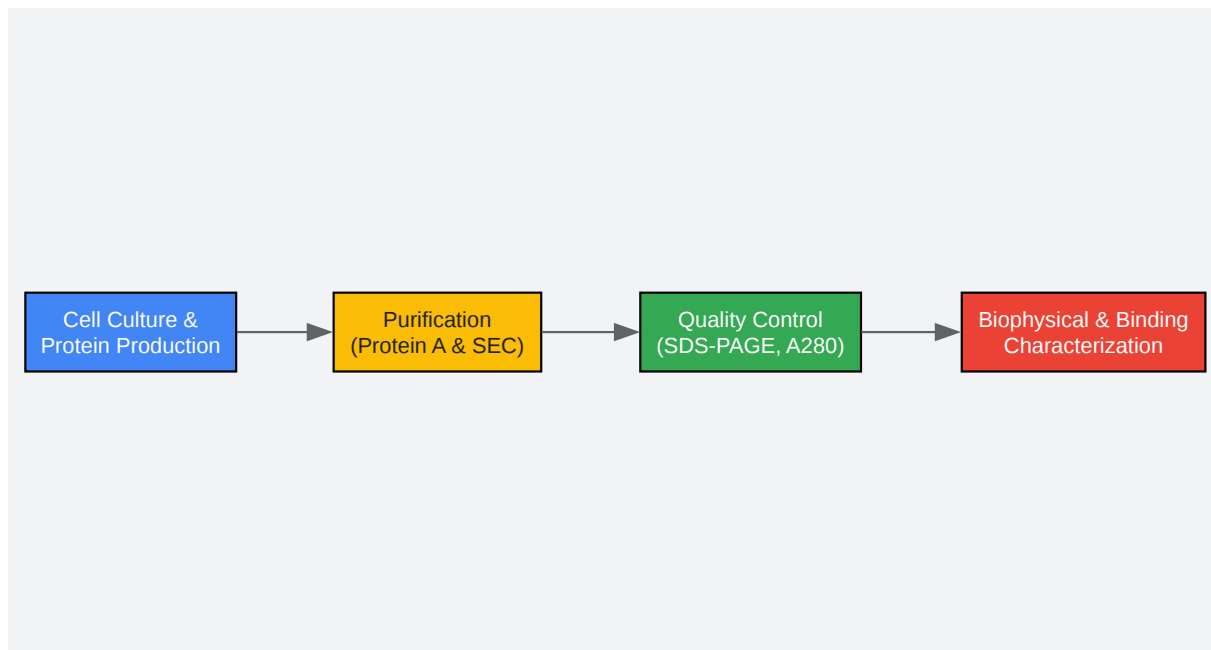 Cell Culture &
Protein Production
Purification
(Protein A & SEC)
Quality Control
(SDS-PAGE, A280)
Biophysical & Binding
Characterization